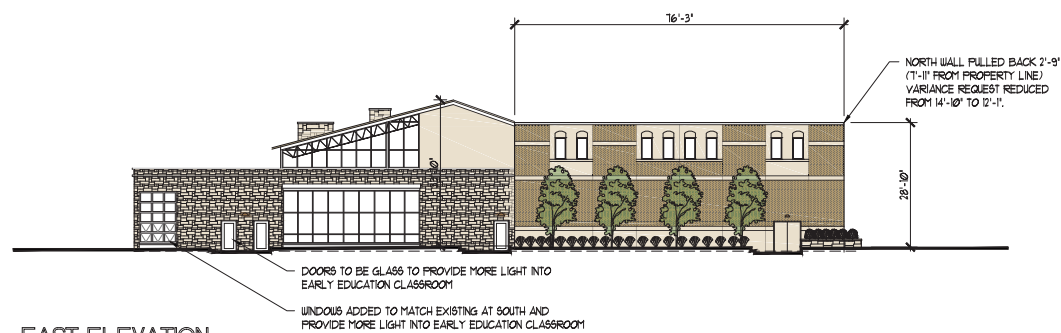 76'-3"
NORTH WALL PULLED BACK 2'-9"
(7'-11" FROM PROPERTY LINE)
VARIANCE REQUEST REDUCED
FROM 14'-10" TO 12'-1".
28'-10"
DOORS TO BE GLASS TO PROVIDE MORE LIGHT INTO
EARLY EDUCATION CLASSROOM
WINDOWS ADDED TO MATCH EXISTING AT SOUTH AND
PROVIDE MORE LIGHT INTO EARLY EDUCATION CLASSROOM
EAST ELEVATION